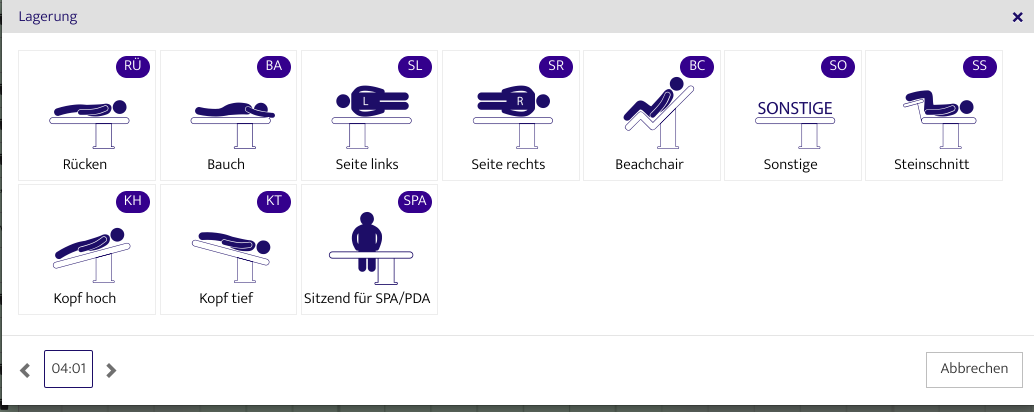 Lagerung
RÜ
BA
SL
SR
BC
SO
SS
L
R
SONSTIGE
Rücken
Bauch
Seite links
Seite rechts
Beachchair
Sonstige
Steinschnitt
KH
KT
SPA
Kopf hoch
Kopf tief
Sitzend für SPA/PDA
04:01
Abbrechen